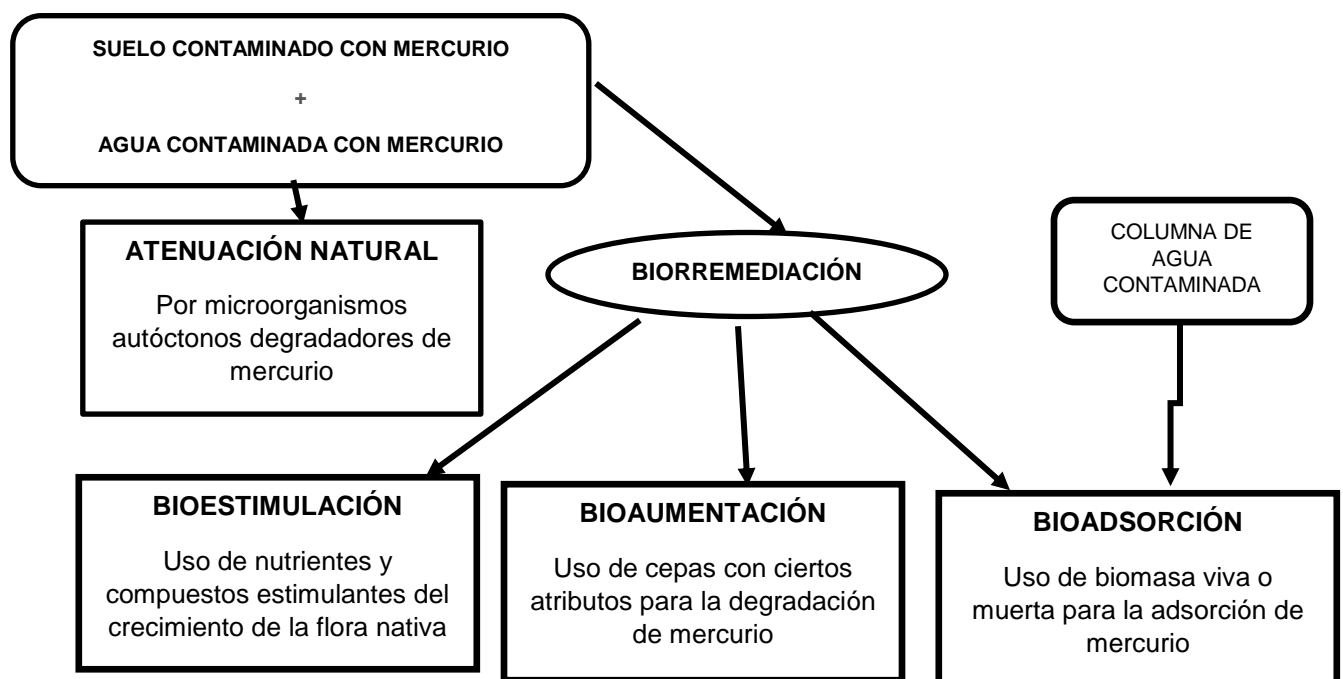 SUELO CONTAMINADO CON MERCURIO
+
AGUA CONTAMINADA CON MERCURIO
ATENUACIÓN NATURAL
Por microorganismos
autóctonos degradadores de
mercurio
BIORREMEDIACIÓN
COLUMNA DE
AGUA
CONTAMINADA
BIOESTIMULACIÓN
Uso de nutrientes y
compuestos estimulantes del
crecimiento de la flora nativa
BIOAUMENTACIÓN
Uso de cepas con ciertos
atributos para la degradación
de mercurio
BIOADSORCIÓN
Uso de biomasa viva o
muerta para la adsorción de
mercurio